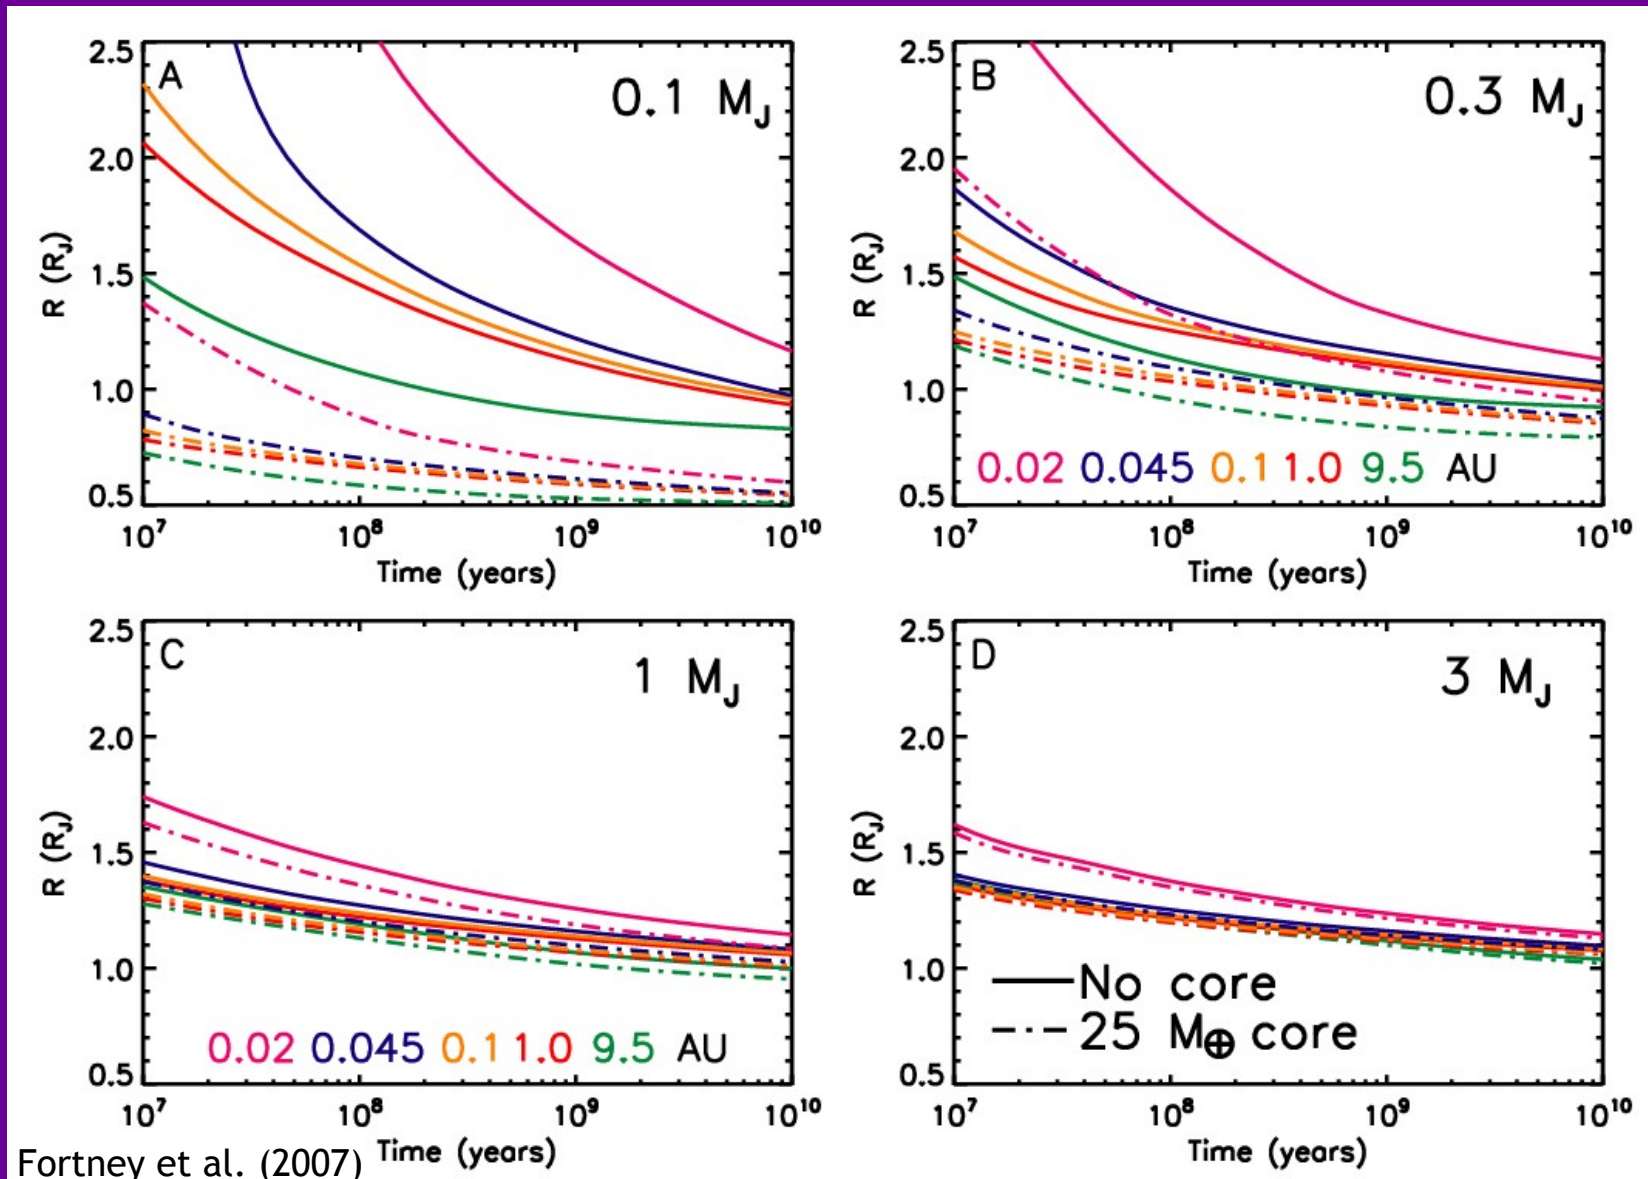 A
0.1 M_J
2.5
2.0
1.5
1.0
0.5
R (R_J)
10^7 10^8 10^9 10^10
Time (years)
B
0.3 M_J
2.5
2.0
1.5
1.0
0.5
R (R_J)
0.02 0.045 0.1 1.0 9.5 AU
10^7 10^8 10^9 10^10
Time (years)
C
1 M_J
2.5
2.0
1.5
1.0
0.5
R (R_J)
0.02 0.045 0.1 1.0 9.5 AU
10^7 10^8 10^9 10^10
Time (years)
D
3 M_J
2.5
2.0
1.5
1.0
0.5
R (R_J)
No core
25 M⊕ core
10^7 10^8 10^9 10^10
Time (years)
Fortney et al. (2007)